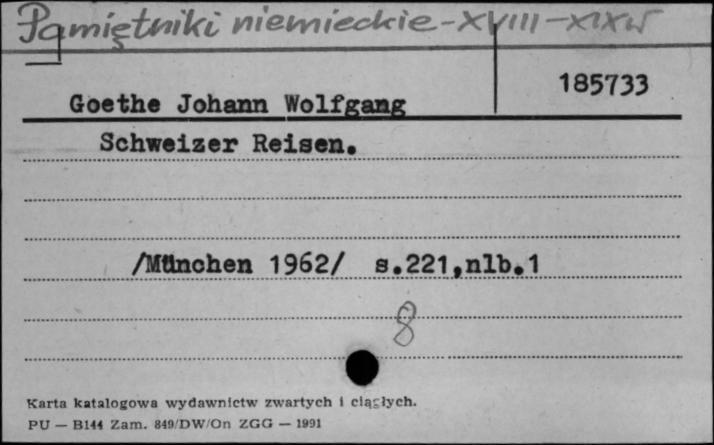 Pamiętniki niemieckie - XVIII - XIX w
185733
Goethe Johann Wolfgang
Schweizer Reisen.
/München 1962/ s.221,nlb.1
8
Karta katalogowa wydawnictw zwartych i ciągłych.
PU — B144 Zam. 849/DW/On ZGG — 1991